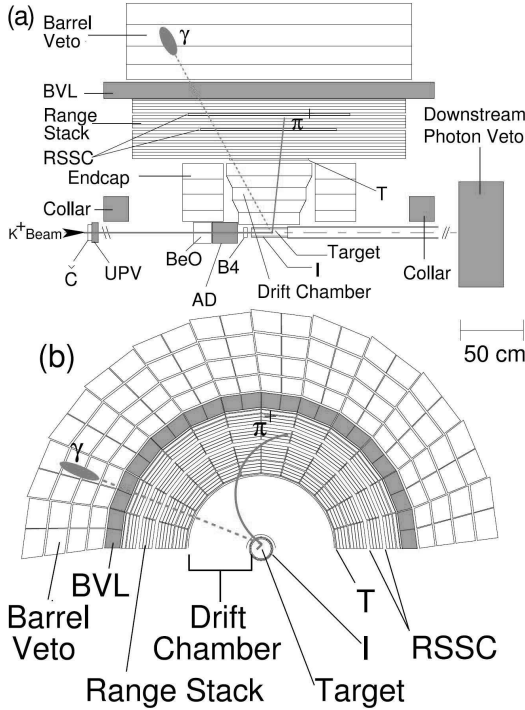 (a)
Barrel
Veto
γ
BVL
Range
Stack
RSSC
π+
Downstream
Photon Veto
Endcap
T
Collar
K+Beam
Č
UPV
BeO
AD
B4
I
Target
Drift Chamber
Collar
50 cm
(b)
π+
γ
BVL
Barrel
Veto
Drift
Chamber
T
I
RSSC
Range Stack
Target